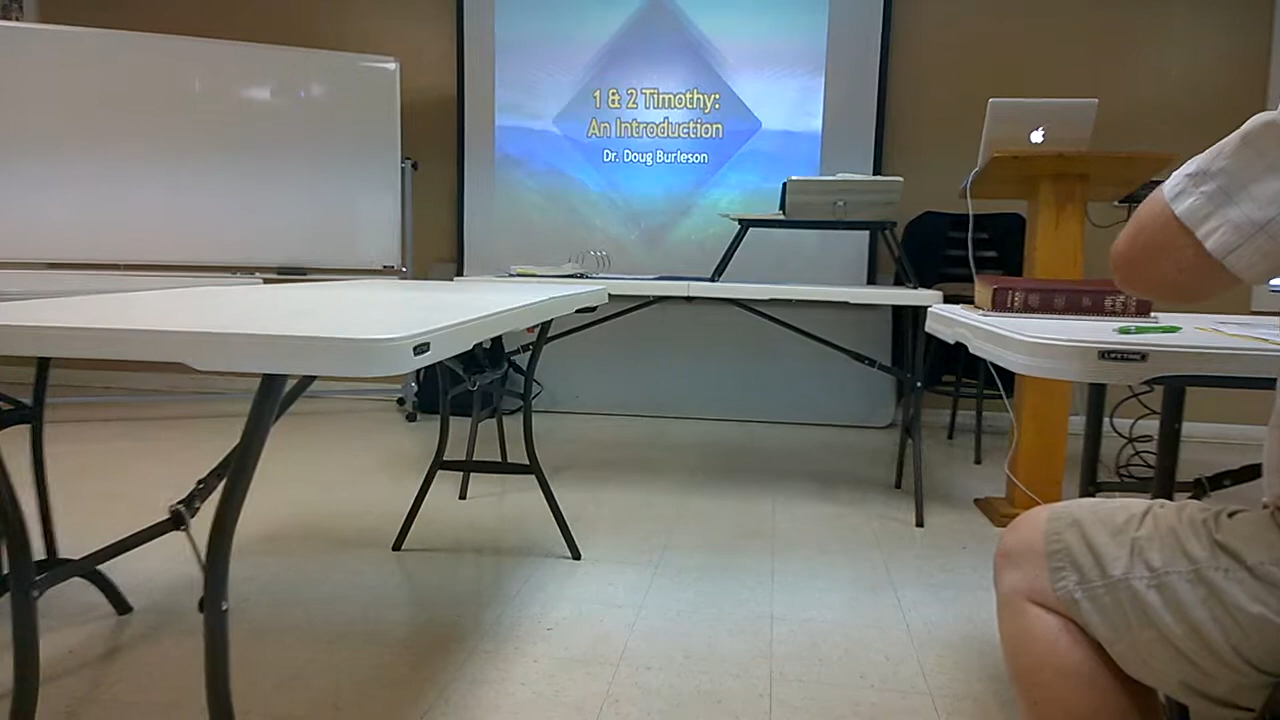 1 & 2 Timothy:
An Introduction
Dr. Doug Burleson
LIFETIME